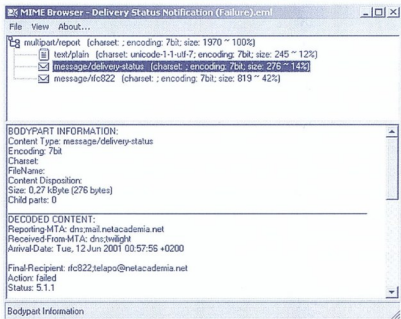 MIME Browser - Delivery Status Notification (Failure).eml
File View About...
multipart/report (charset: ; encoding: 7bit; size: 1970 ~ 100%)
text/plain (charset: unicode-1-1-utf-7; encoding: 7bit; size: 245 ~ 12%)
message/delivery-status (charset: ; encoding: 7bit; size: 276 ~ 14%)
message/rfc822 (charset: ; encoding: 7bit; size: 819 ~ 42%)
BODYPART INFORMATION:
Content Type: message/delivery-status
Encoding: 7bit
Charset:
FileName:
Content Disposition:
Size: 0,27 kByte (276 bytes)
Child parts: 0
DECODED CONTENT:
Reporting-MTA: dns;mail.netacademia.net
Received-From-MTA: dns;twilight
Arrival-Date: Tue, 12 Jun 2001 00:57:56 +0200
Final-Recipient: rfc822;telapo@netacademia.net
Action: failed
Status: 5.1.1
Bodypart Information